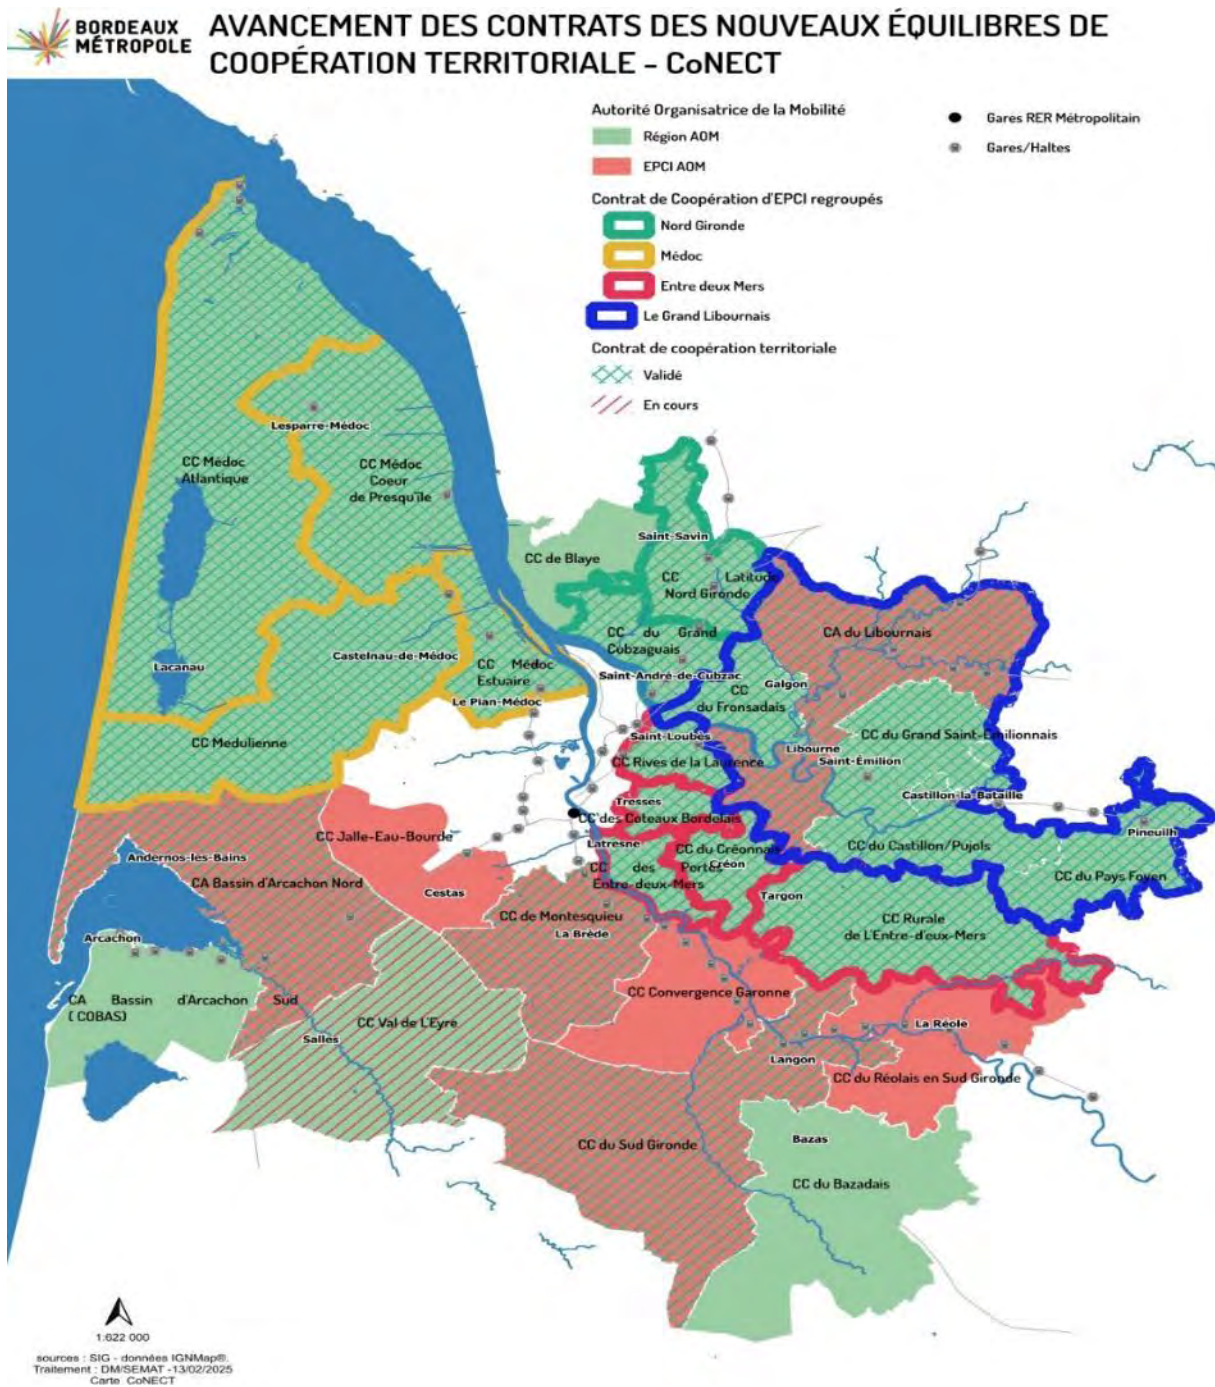 BORDEAUX
MÉTROPOLE
AVANCEMENT DES CONTRATS DES NOUVEAUX ÉQUILIBRES DE
COOPÉRATION TERRITORIALE - CoNECT
Autorité Organisatrice de la Mobilité
Région AOM
EPCI AOM
Gares RER Métropolitain
Gares/Haltes
Contrat de Coopération d'EPCI regroupés
Nord Gironde
Médoc
Entre deux Mers
Le Grand Libournais
Contrat de coopération territoriale
Validé
En cours
Lesparre-Médoc
CC Médoc
Atlantique
CC Médoc
Coeur
de Presqu'île
Saint-Savin
CC de Blaye
CC Latitude
Nord Gironde
CC du Grand
Cubzaguais
CA du Libournais
Castelnau-de-Médoc
Lacanau
CC Médoc
Estuaire
Saint-André-de-Cubzac
Galgon
CC
du Fronsadais
Le Pian-Médoc
CC Medulienne
Saint-Loubès
CC Rives de la Laurence
Libourne
CC du Grand Saint-Émilionnais
Saint-Émilion
Castillon-la-Bataille
Tresses
CC des Coteaux Bordelais
Pineuilh
CC Jalle-Eau-Bourde
Latresne
CC du Créonnais
Créon
CC du Castillon/Pujols
Andernos-les-Bains
CA Bassin d'Arcachon Nord
Cestas
CC des Portes
Entre-deux-Mers
Targon
CC du Pays Foyen
CC de Montesquieu
La Brède
CC Rurale
de L'Entre-d'eux-Mers
Arcachon
CA Bassin d'Arcachon Sud
( COBAS)
CC Convergence Garonne
CC Val de L'Eyre
Salles
La Réole
Langon
CC du Réolais en Sud Gironde
CC du Sud Gironde
Bazas
CC du Bazadais
1:622 000
sources : SIG - données IGNMap®.
Traitement : DM/SEMAT -13/02/2025
Carte CoNECT